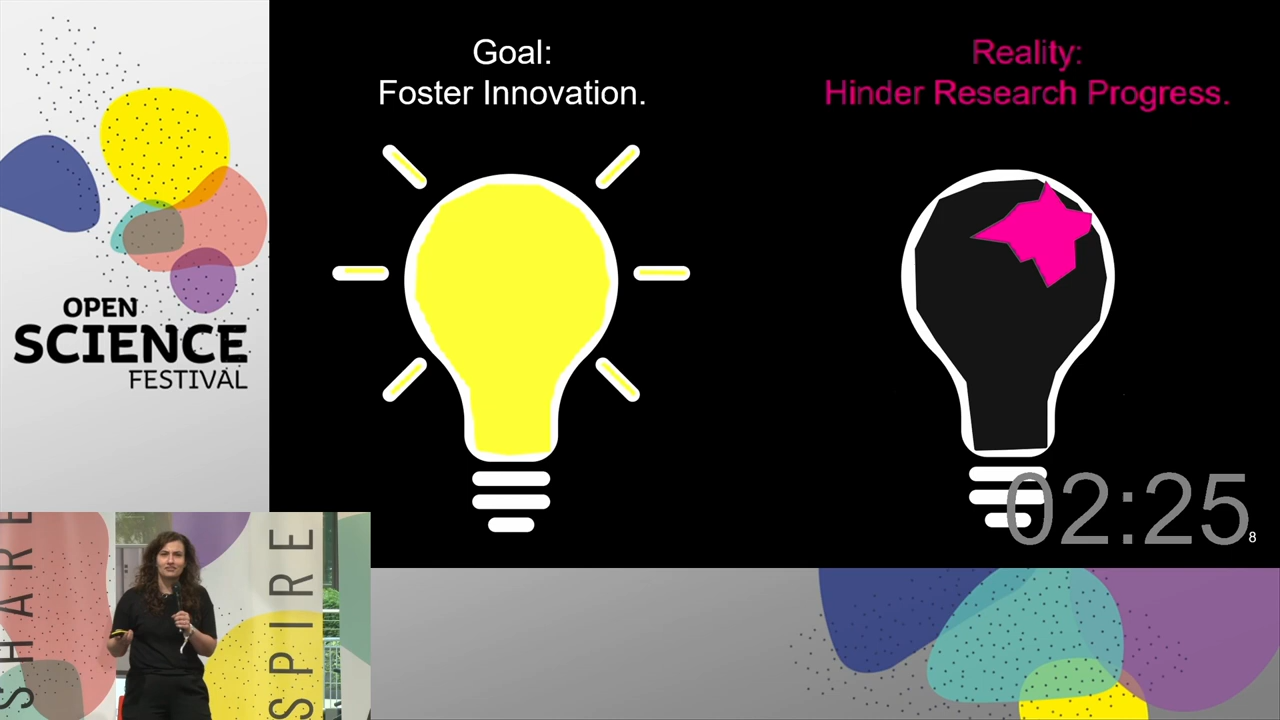 Goal:
Foster Innovation.
Reality:
Hinder Research Progress.
02:25
8
OPEN
SCIENCE
FESTIVAL
SHARE
SPIRE